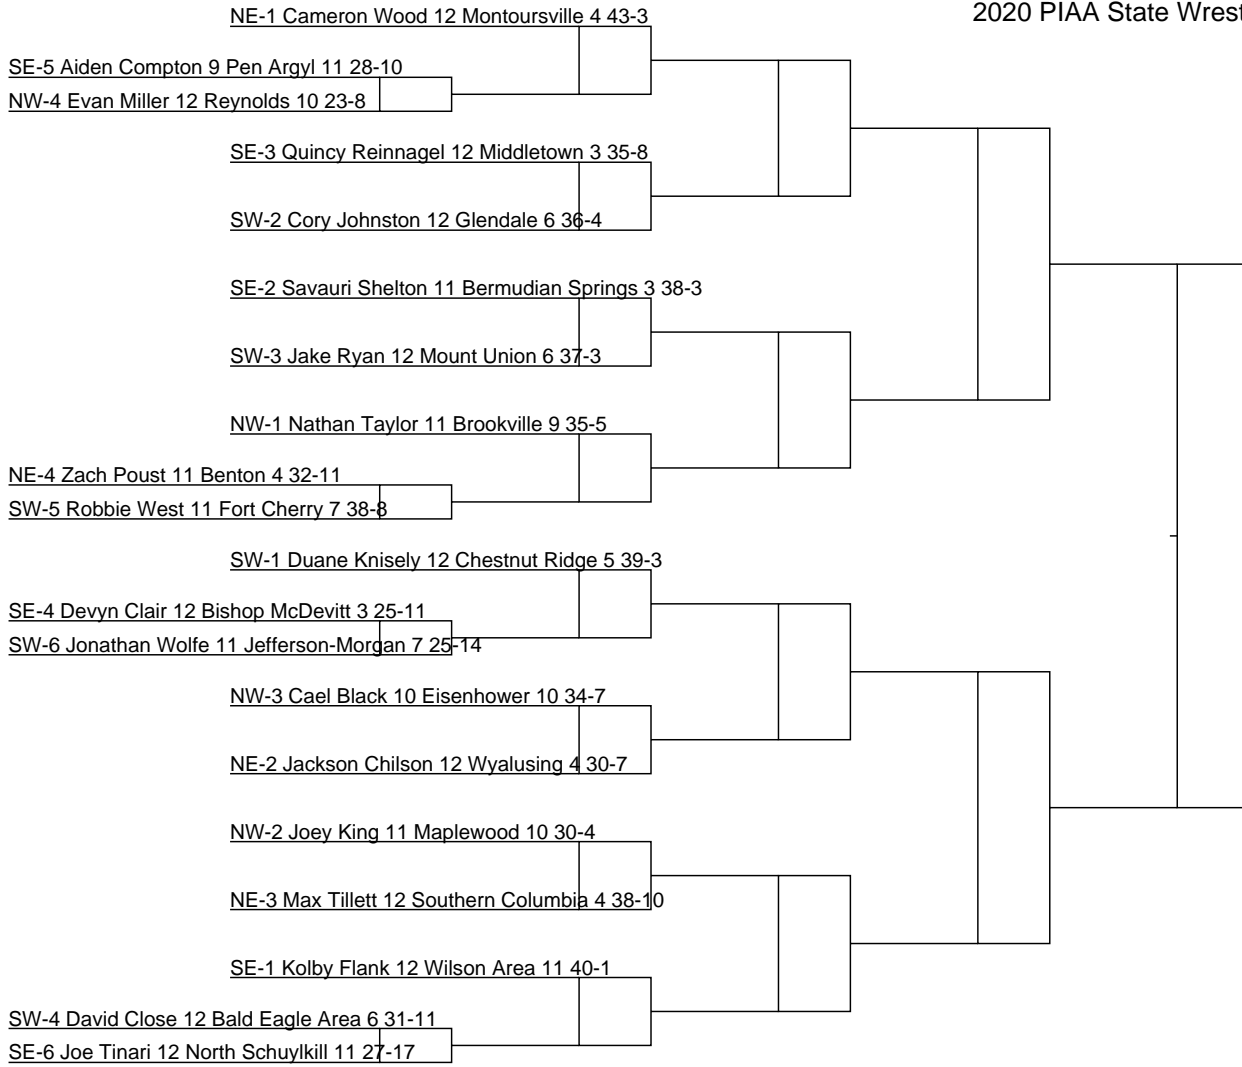 2020 PIAA State Wrest
NE-1 Cameron Wood 12 Montoursville 4 43-3
SE-5 Aiden Compton 9 Pen Argyl 11 28-10
NW-4 Evan Miller 12 Reynolds 10 23-8
SE-3 Quincy Reinnagel 12 Middletown 3 35-8
SW-2 Cory Johnston 12 Glendale 6 36-4
SE-2 Savauri Shelton 11 Bermudian Springs 3 38-3
SW-3 Jake Ryan 12 Mount Union 6 37-3
NW-1 Nathan Taylor 11 Brookville 9 35-5
NE-4 Zach Poust 11 Benton 4 32-11
SW-5 Robbie West 11 Fort Cherry 7 38-8
SW-1 Duane Knisely 12 Chestnut Ridge 5 39-3
SE-4 Devyn Clair 12 Bishop McDevitt 3 25-11
SW-6 Jonathan Wolfe 11 Jefferson-Morgan 7 25-14
NW-3 Cael Black 10 Eisenhower 10 34-7
NE-2 Jackson Chilson 12 Wyalusing 4 30-7
NW-2 Joey King 11 Maplewood 10 30-4
NE-3 Max Tillett 12 Southern Columbia 4 38-10
SE-1 Kolby Flank 12 Wilson Area 11 40-1
SW-4 David Close 12 Bald Eagle Area 6 31-11
SE-6 Joe Tinari 12 North Schuylkill 11 27-17